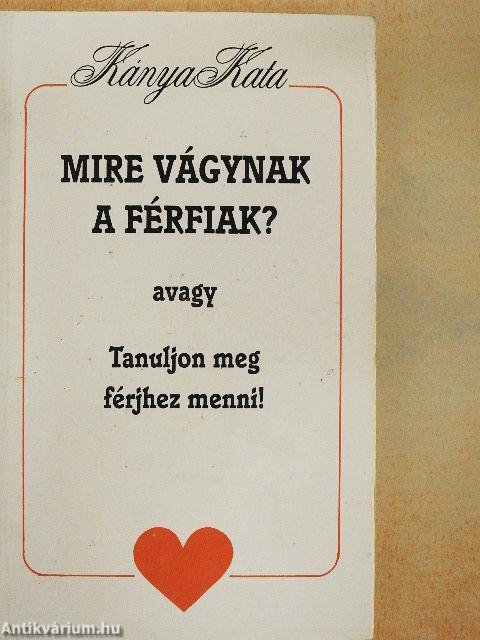 Kánya Kata
MIRE VÁGYNAK
A FÉRFIAK?
avagy
Tanuljon meg
férjhez menni!
Antikvárium.hu